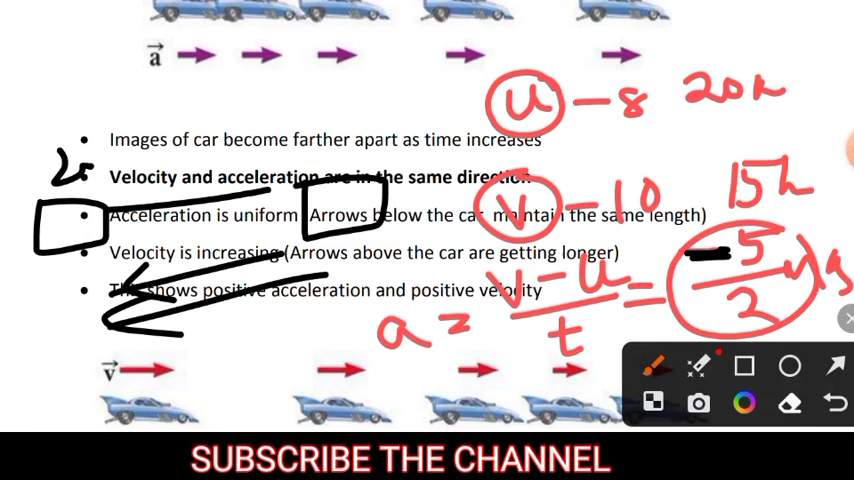 a
u - 8 20h
• Images of car become farther apart as time increases
• Velocity and acceleration are in the same direction.
v - 10 15h
• Acceleration is uniform (Arrows below the car maintain the same length)
• Velocity is increasing (Arrows above the car are getting longer)
• This shows positive acceleration and positive velocity
a = v - u / t = - 5 / 2
v
SUBSCRIBE THE CHANNEL